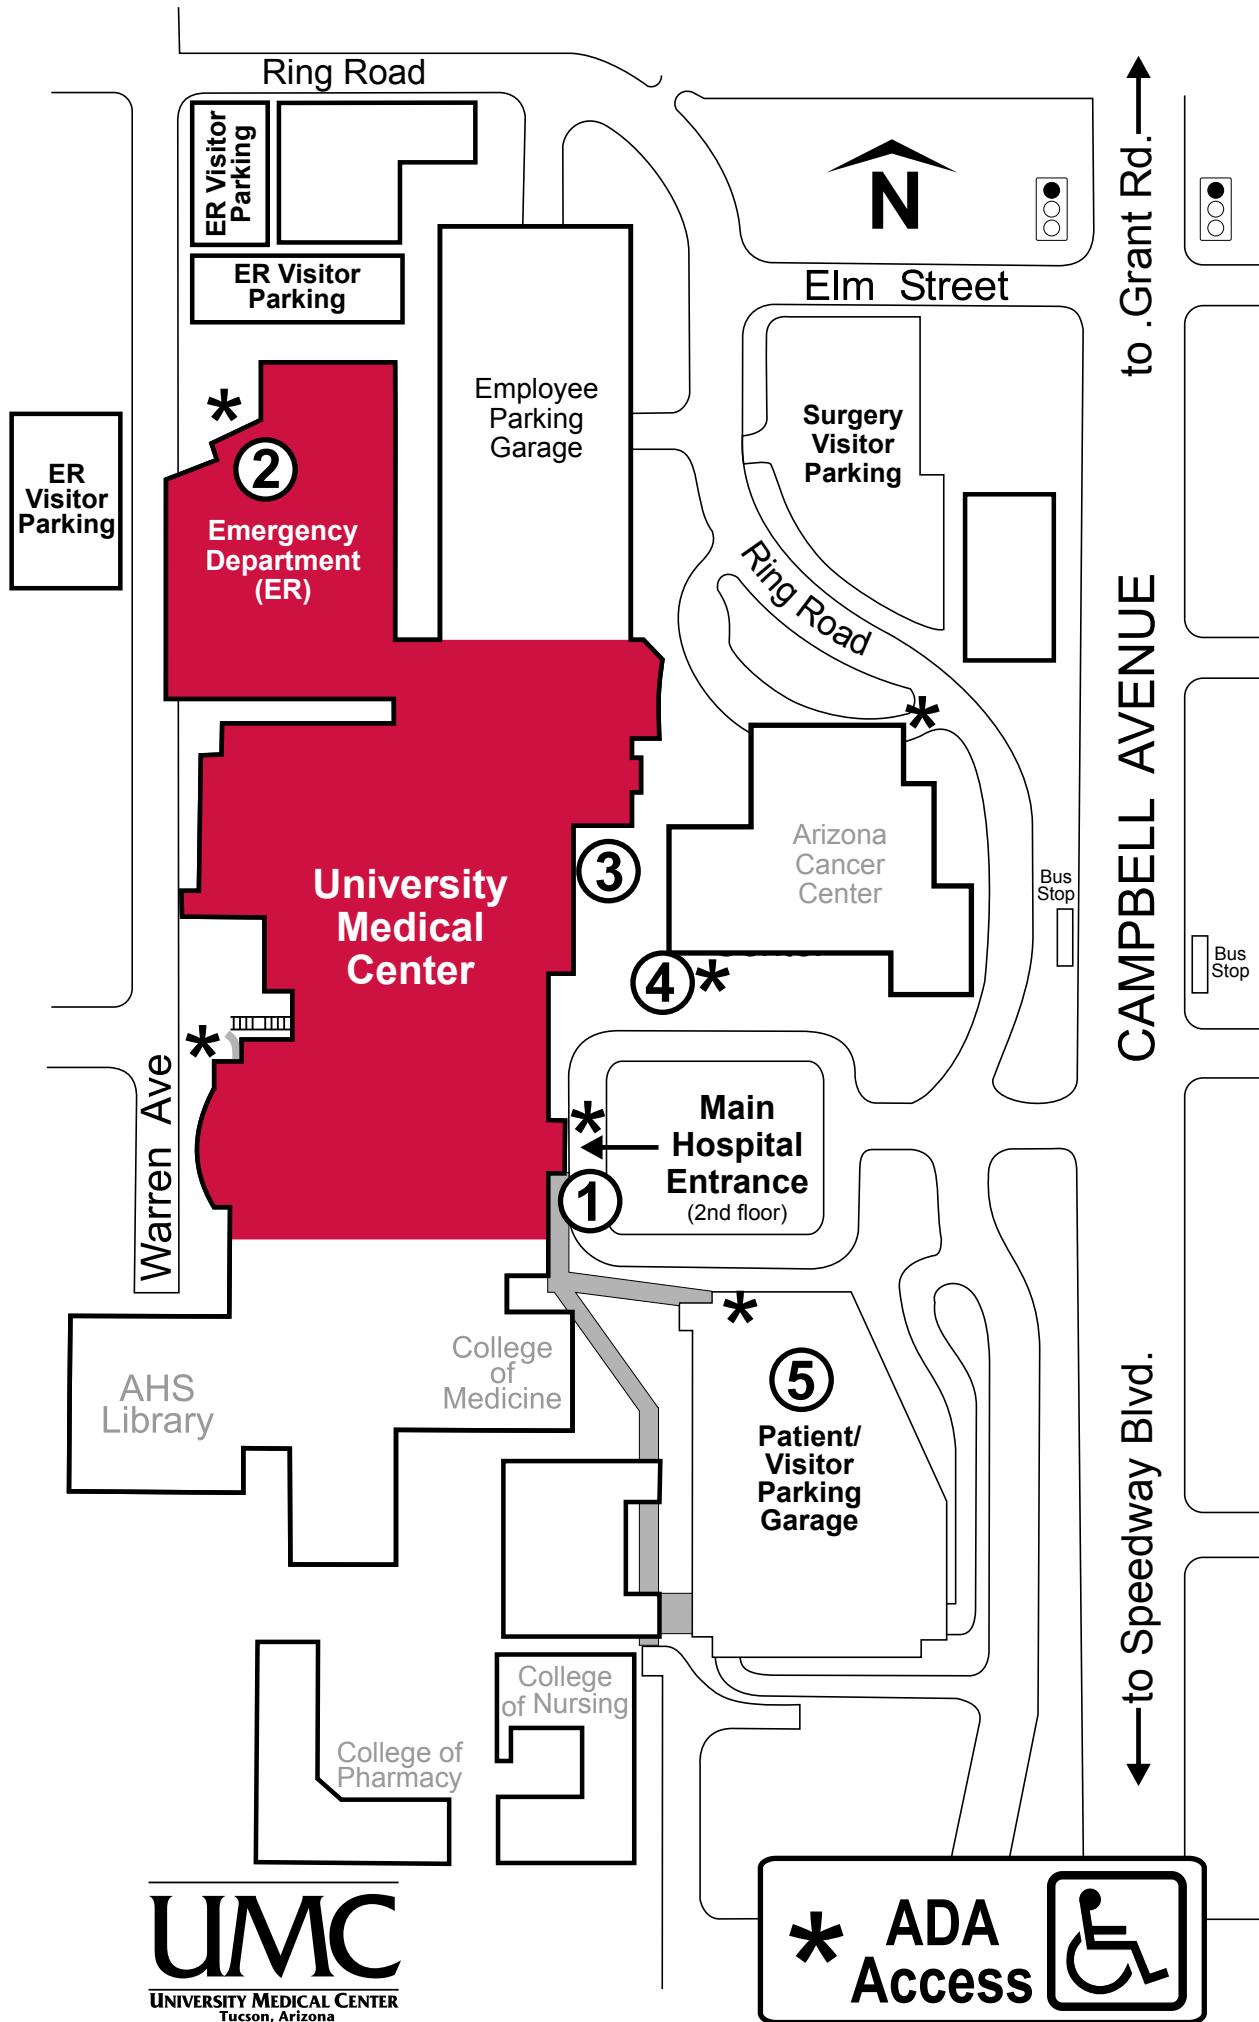 Ring Road
ER Visitor
Parking
ER Visitor
Parking
N
to .Grant Rd.
Elm Street
*
2
Emergency
Department
(ER)
ER
Visitor
Parking
Employee
Parking
Garage
Surgery
Visitor
Parking
Ring Road
*
CAMPBELL AVENUE
University
Medical
Center
3
Arizona
Cancer
Center
Bus
Stop
Bus
Stop
4
*
*
Warren Ave
*
Main
Hospital
Entrance
(2nd floor)
1
*
5
Patient/
Visitor
Parking
Garage
College
of
Medicine
AHS
Library
to Speedway Blvd.
College
of Nursing
College of
Pharmacy
UMC
UNIVERSITY MEDICAL CENTER
Tucson, Arizona
* ADA
Access